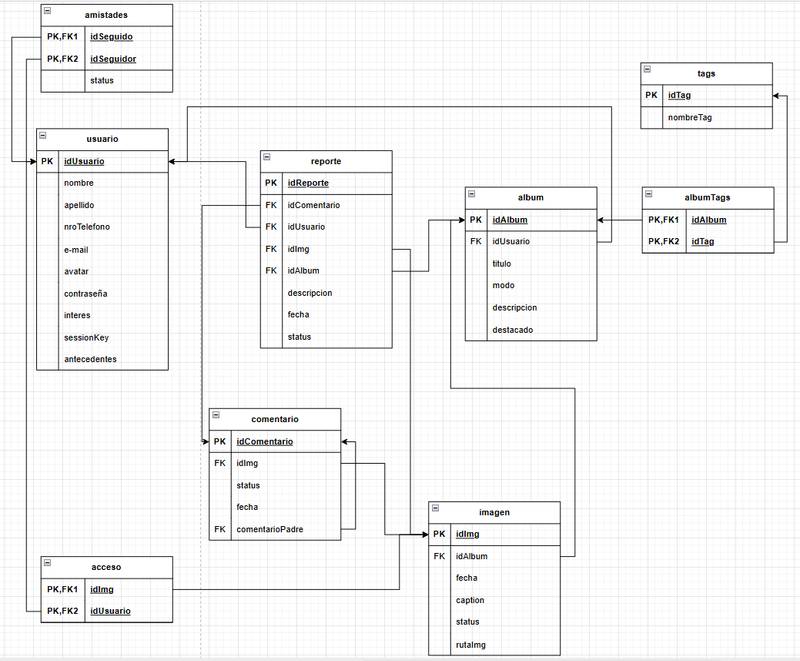 amistades
PK,FK1 idSeguido
PK,FK2 idSeguidor
status
usuario
PK idUsuario
nombre
apellido
nroTelefono
e-mail
avatar
contraseña
interes
sessionKey
antecedentes
reporte
PK idReporte
FK idComentario
FK idUsuario
FK idImg
FK idAlbum
descripcion
fecha
status
album
PK idAlbum
FK idUsuario
titulo
modo
descripcion
destacado
tags
PK idTag
nombreTag
albumTags
PK,FK1 idAlbum
PK,FK2 idTag
comentario
PK idComentario
FK idImg
status
fecha
FK comentarioPadre
imagen
PK idImg
FK idAlbum
fecha
caption
status
rutaImg
acceso
PK,FK1 idImg
PK,FK2 idUsuario